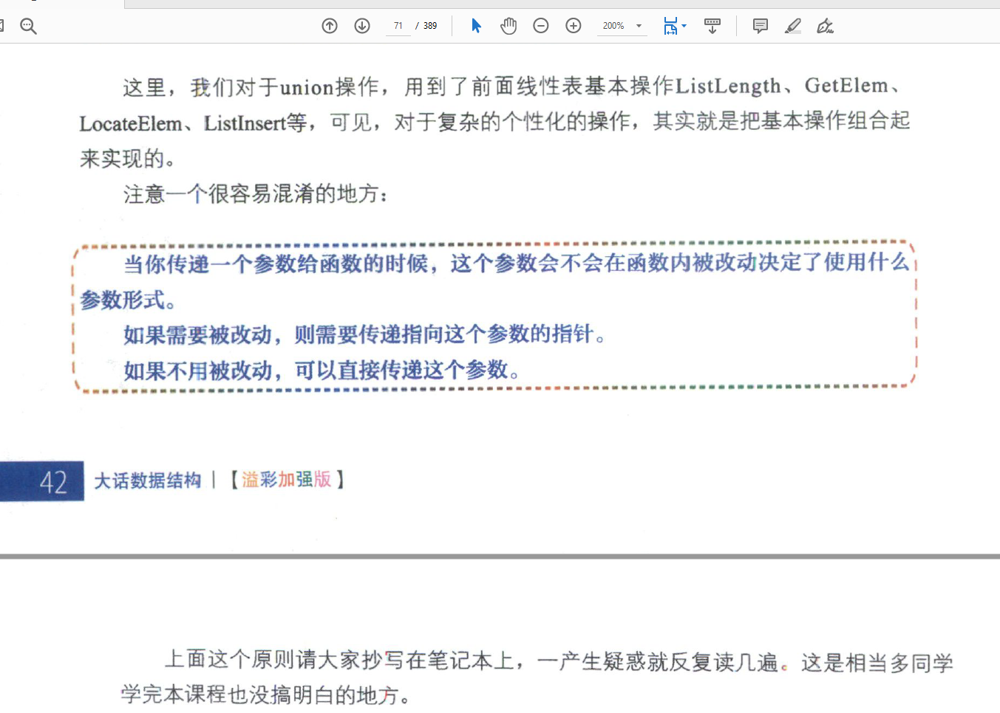 71 / 389 200%
这里，我们对于union操作，用到了前面线性表基本操作ListLength、GetElem、
LocateElem、ListInsert等，可见，对于复杂的个性化的操作，其实就是把基本操作组合起
来实现的。
注意一个很容易混淆的地方：
当你传递一个参数给函数的时候，这个参数会不会在函数内被改动决定了使用什么
参数形式。
如果需要被改动，则需要传递指向这个参数的指针。
如果不用被改动，可以直接传递这个参数。
42 大话数据结构｜【溢彩加强版】
上面这个原则请大家抄写在笔记本上，一产生疑惑就反复读几遍。这是相当多同学
学完本课程也没搞明白的地方。